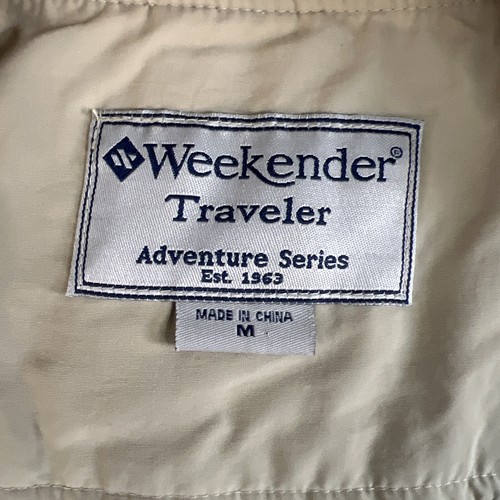 Weekender®
Traveler
Adventure Series
Est. 1963
MADE IN CHINA
M